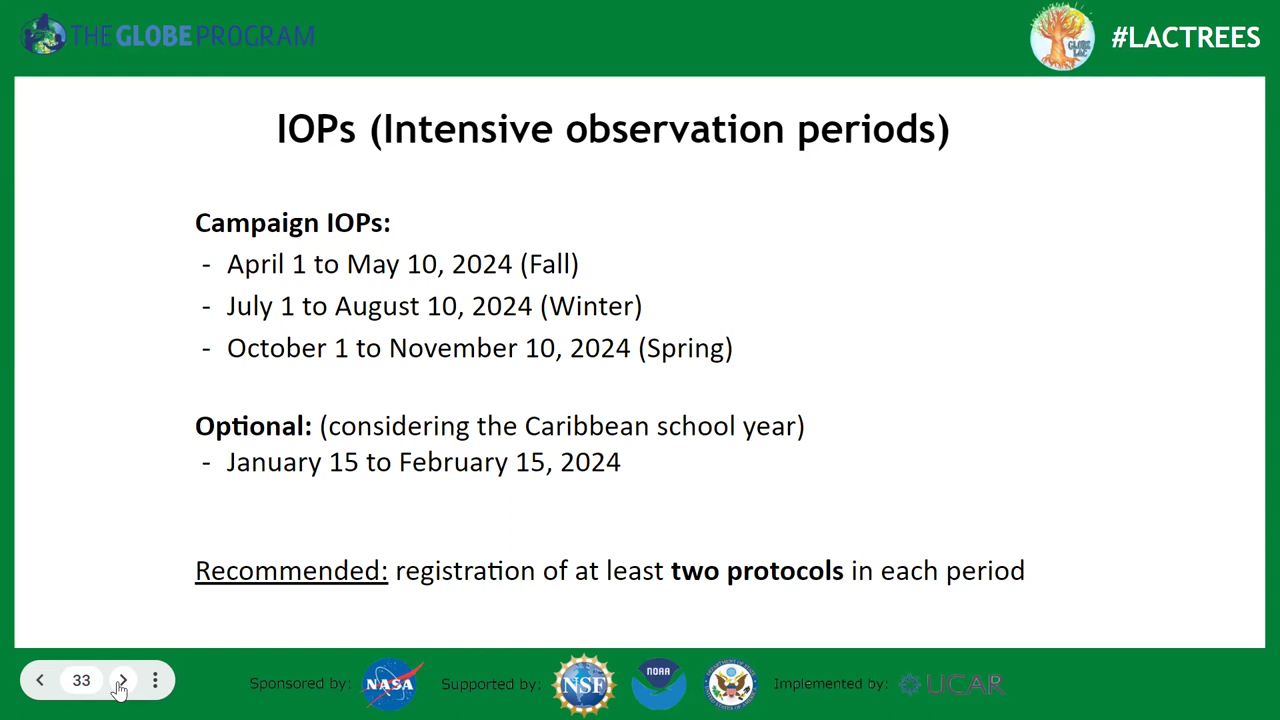 THE GLOBE PROGRAM
GLOBE
LAC
#LACTREES
IOPs (Intensive observation periods)
Campaign IOPs:
- April 1 to May 10, 2024 (Fall)
- July 1 to August 10, 2024 (Winter)
- October 1 to November 10, 2024 (Spring)
Optional: (considering the Caribbean school year)
- January 15 to February 15, 2024
Recommended: registration of at least two protocols in each period
33
Sponsored by:
NASA
Supported by:
NSF
NOAA
Implemented by:
UCAR